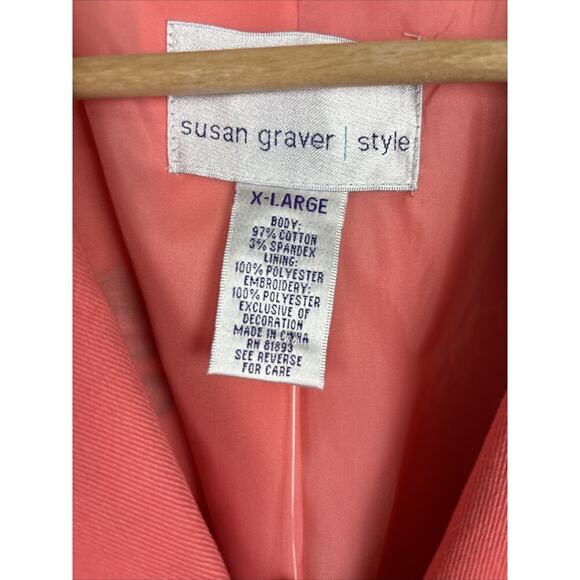 susan graver | style
X-LARGE
BODY:
97% COTTON
3% SPANDEX
LINING:
100% POLYESTER
EMBROIDERY:
100% POLYESTER
EXCLUSIVE OF
DECORATION
MADE IN CHINA
RN 81893
SEE REVERSE
FOR CARE